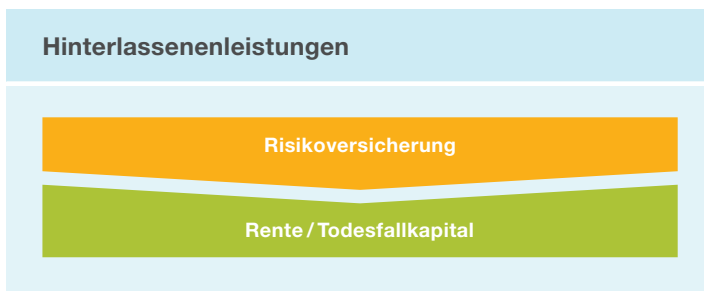 Hinterlassenenleistungen
Risikoversicherung
Rente / Todesfallkapital